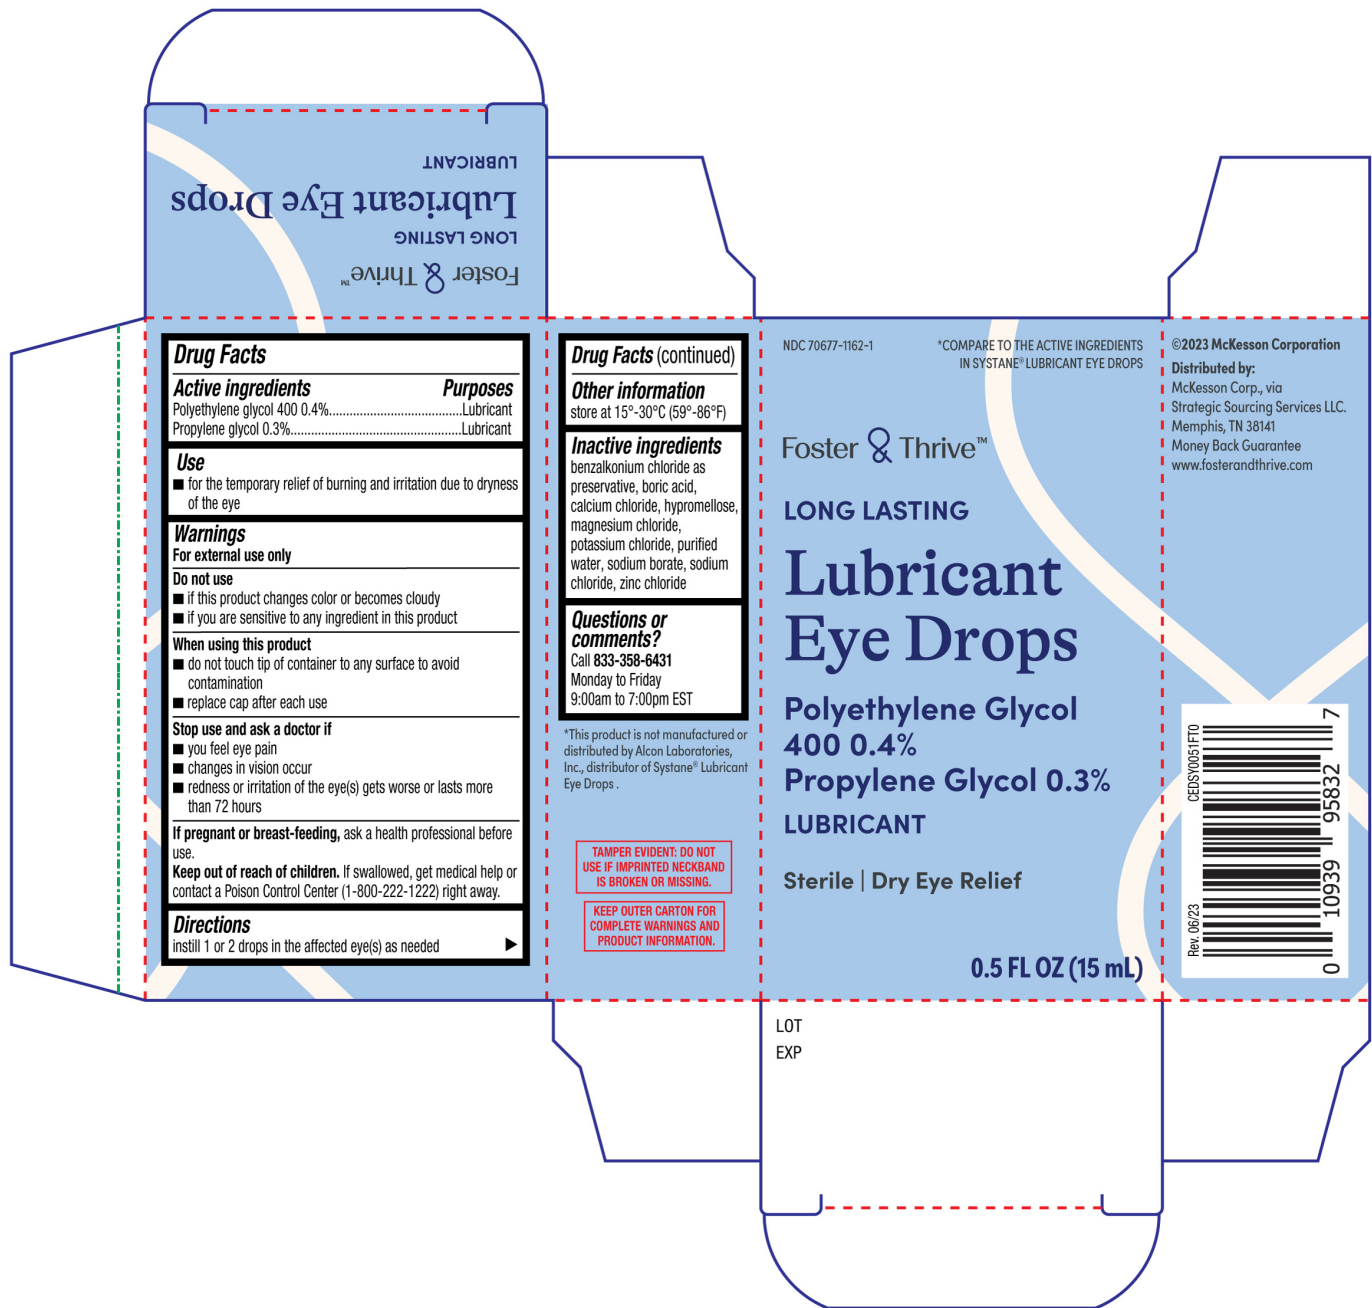 LUBRICANT
Lubricant Eye Drops
LONG LASTING
Foster & Thrive™
Drug Facts
Active ingredients Purposes
Polyethylene glycol 400 0.4%.......................................Lubricant
Propylene glycol 0.3%..................................................Lubricant
Use
■ for the temporary relief of burning and irritation due to dryness
of the eye
Warnings
For external use only
Do not use
■ if this product changes color or becomes cloudy
■ if you are sensitive to any ingredient in this product
When using this product
■ do not touch tip of container to any surface to avoid
contamination
■ replace cap after each use
Stop use and ask a doctor if
■ you feel eye pain
■ changes in vision occur
■ redness or irritation of the eye(s) gets worse or lasts more
than 72 hours
If pregnant or breast-feeding, ask a health professional before
use.
Keep out of reach of children. If swallowed, get medical help or
contact a Poison Control Center (1-800-222-1222) right away.
Directions
instill 1 or 2 drops in the affected eye(s) as needed ▶
Drug Facts (continued)
Other information
store at 15°-30°C (59°-86°F)
Inactive ingredients
benzalkonium chloride as
preservative, boric acid,
calcium chloride, hypromellose,
magnesium chloride,
potassium chloride, purified
water, sodium borate, sodium
chloride, zinc chloride
Questions or
comments?
Call 833-358-6431
Monday to Friday
9:00am to 7:00pm EST
*This product is not manufactured or
distributed by Alcon Laboratories,
Inc., distributor of Systane® Lubricant
Eye Drops .
TAMPER EVIDENT: DO NOT
USE IF IMPRINTED NECKBAND
IS BROKEN OR MISSING.
KEEP OUTER CARTON FOR
COMPLETE WARNINGS AND
PRODUCT INFORMATION.
NDC 70677-1162-1
*COMPARE TO THE ACTIVE INGREDIENTS
IN SYSTANE® LUBRICANT EYE DROPS
Foster & Thrive™
LONG LASTING
Lubricant
Eye Drops
Polyethylene Glycol
400 0.4%
Propylene Glycol 0.3%
LUBRICANT
Sterile | Dry Eye Relief
0.5 FL OZ (15 mL)
LOT
EXP
©2023 McKesson Corporation
Distributed by:
McKesson Corp., via
Strategic Sourcing Services LLC.
Memphis, TN 38141
Money Back Guarantee
www.fosterandthrive.com
Rev. 06/23
CEDSY0051FT0
0 10939 95832 7